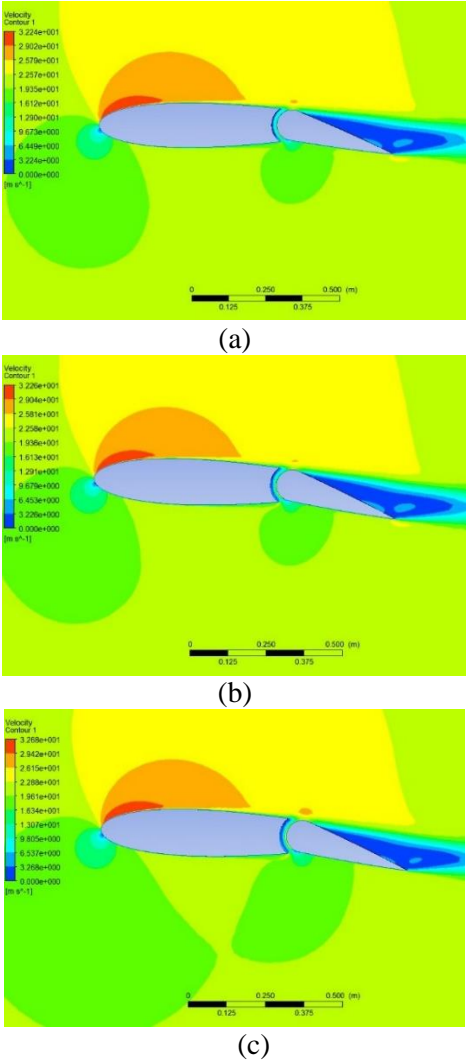 Velocity
Contour 1
3.224e+001
2.902e+001
2.579e+001
2.257e+001
1.935e+001
1.612e+001
1.290e+001
9.673e+000
6.449e+000
3.224e+000
0.000e+000
[m s^-1]
0 0.250 0.500 (m)
0.125 0.375
(a)
Velocity
Contour 1
3.226e+001
2.904e+001
2.581e+001
2.258e+001
1.936e+001
1.613e+001
1.291e+001
9.679e+000
6.453e+000
3.226e+000
0.000e+000
[m s^-1]
0 0.250 0.500 (m)
0.125 0.375
(b)
Velocity
Contour 1
3.268e+001
2.942e+001
2.615e+001
2.288e+001
1.961e+001
1.634e+001
1.307e+001
9.805e+000
6.537e+000
3.268e+000
0.000e+000
[m s^-1]
0 0.250 0.500 (m)
0.125 0.375
(c)